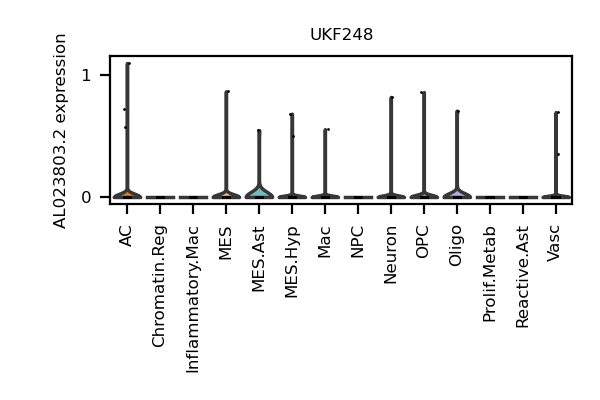 UKF248
AL023803.2 expression
1
0
AC
Chromatin.Reg
Inflammatory.Mac
MES
MES.Ast
MES.Hyp
Mac
NPC
Neuron
OPC
Oligo
Prolif.Metab
Reactive.Ast
Vasc